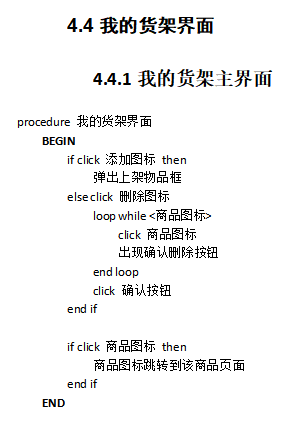 4.4 我的货架界面
4.4.1 我的货架主界面
procedure 我的货架界面
BEGIN
if click 添加图标 then
弹出上架物品框
else click 删除图标
loop while <商品图标>
click 商品图标
出现确认删除按钮
end loop
click 确认按钮
end if
if click 商品图标 then
商品图标跳转到该商品页面
end if
END